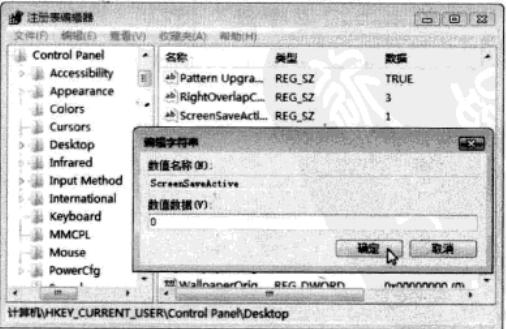 注册表编辑器
文件(F) 编辑(E) 查看(V) 收藏夹(A) 帮助(H)
Control Panel
Accessibility
Appearance
Colors
Cursors
Desktop
Infrared
Input Method
International
Keyboard
MMCPL
Mouse
PowerCfg
名称 类型 数据
Pattern Upgra... REG_SZ TRUE
RightOverlapC... REG_SZ 3
ScreenSaveActi... REG_SZ 1
编辑字符串
数值名称(N):
ScreenSaveActive
数值数据(V):
0
确定 取消
WallpaperOrig... REG_DWORD 0x00000000 (0)
计算机\HKEY_CURRENT_USER\Control Panel\Desktop